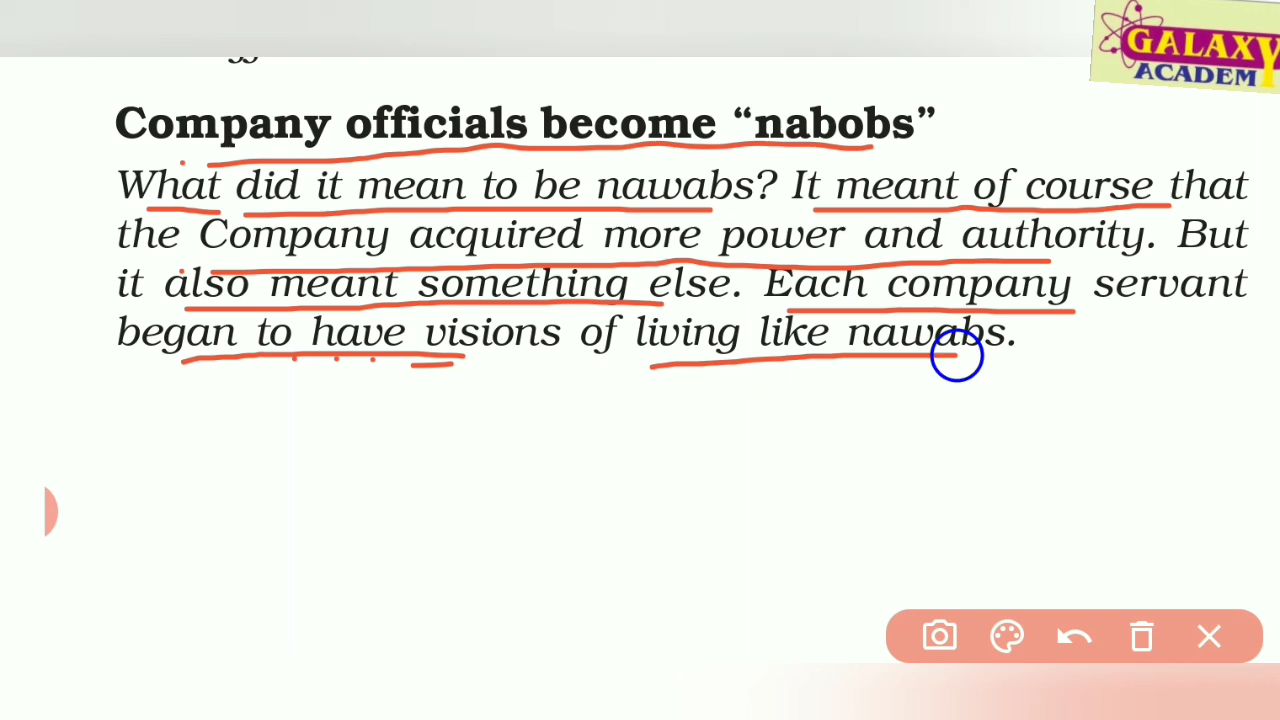 GALAXY
ACADEM
Company officials become “nabobs”
What did it mean to be nawabs? It meant of course that
the Company acquired more power and authority. But
it also meant something else. Each company servant
began to have visions of living like nawabs.